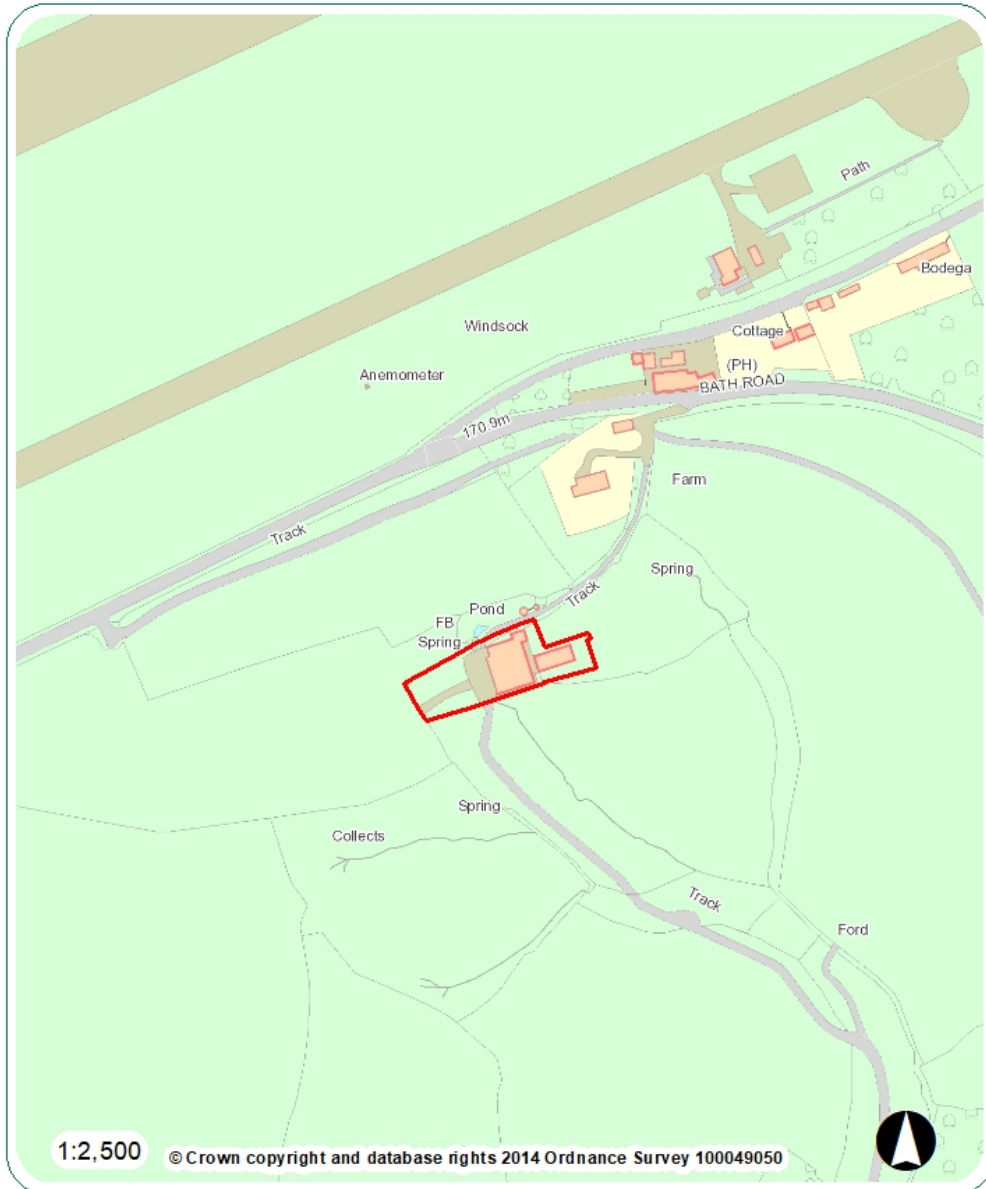 Path
Bodega
Windsock
Cottage
(PH)
Anemometer
BATH ROAD
170.9m
Farm
Track
Spring
Track
Pond
FB
Spring
Spring
Collects
Track
Ford
1:2,500
© Crown copyright and database rights 2014 Ordnance Survey 100049050